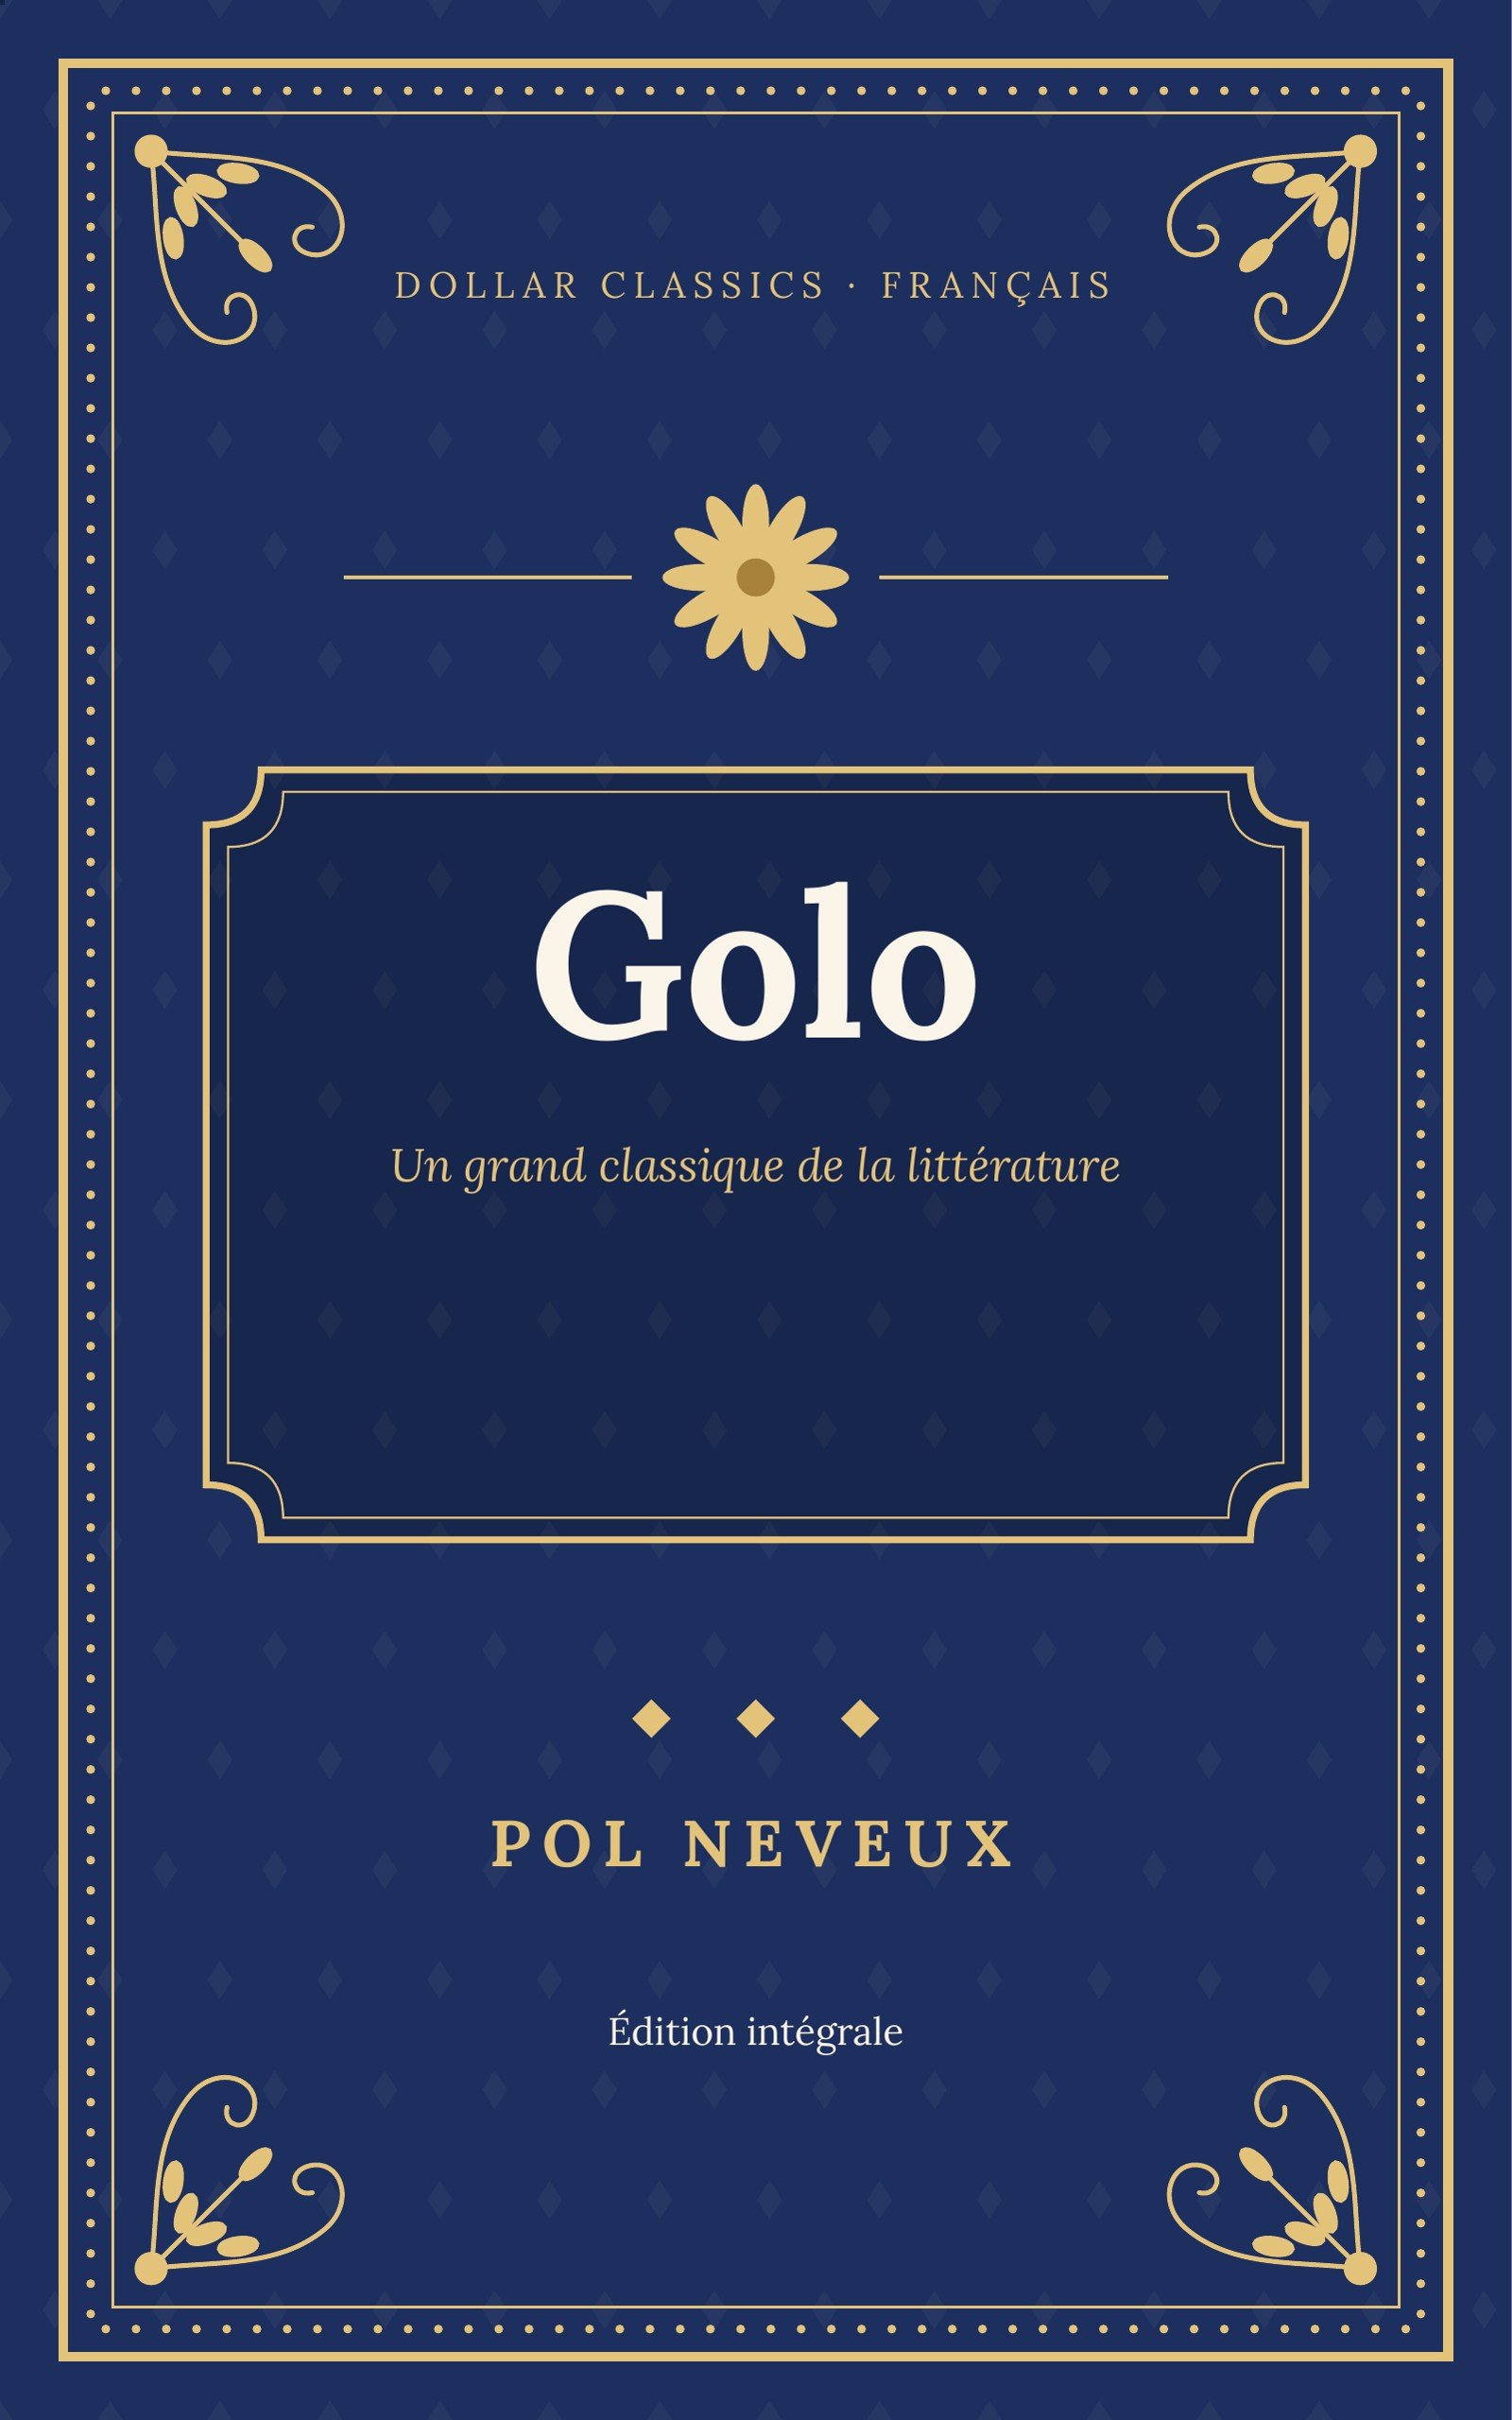 DOLLAR CLASSICS · FRANÇAIS
Golo
Un grand classique de la littérature
POL NEVEUX
Édition intégrale